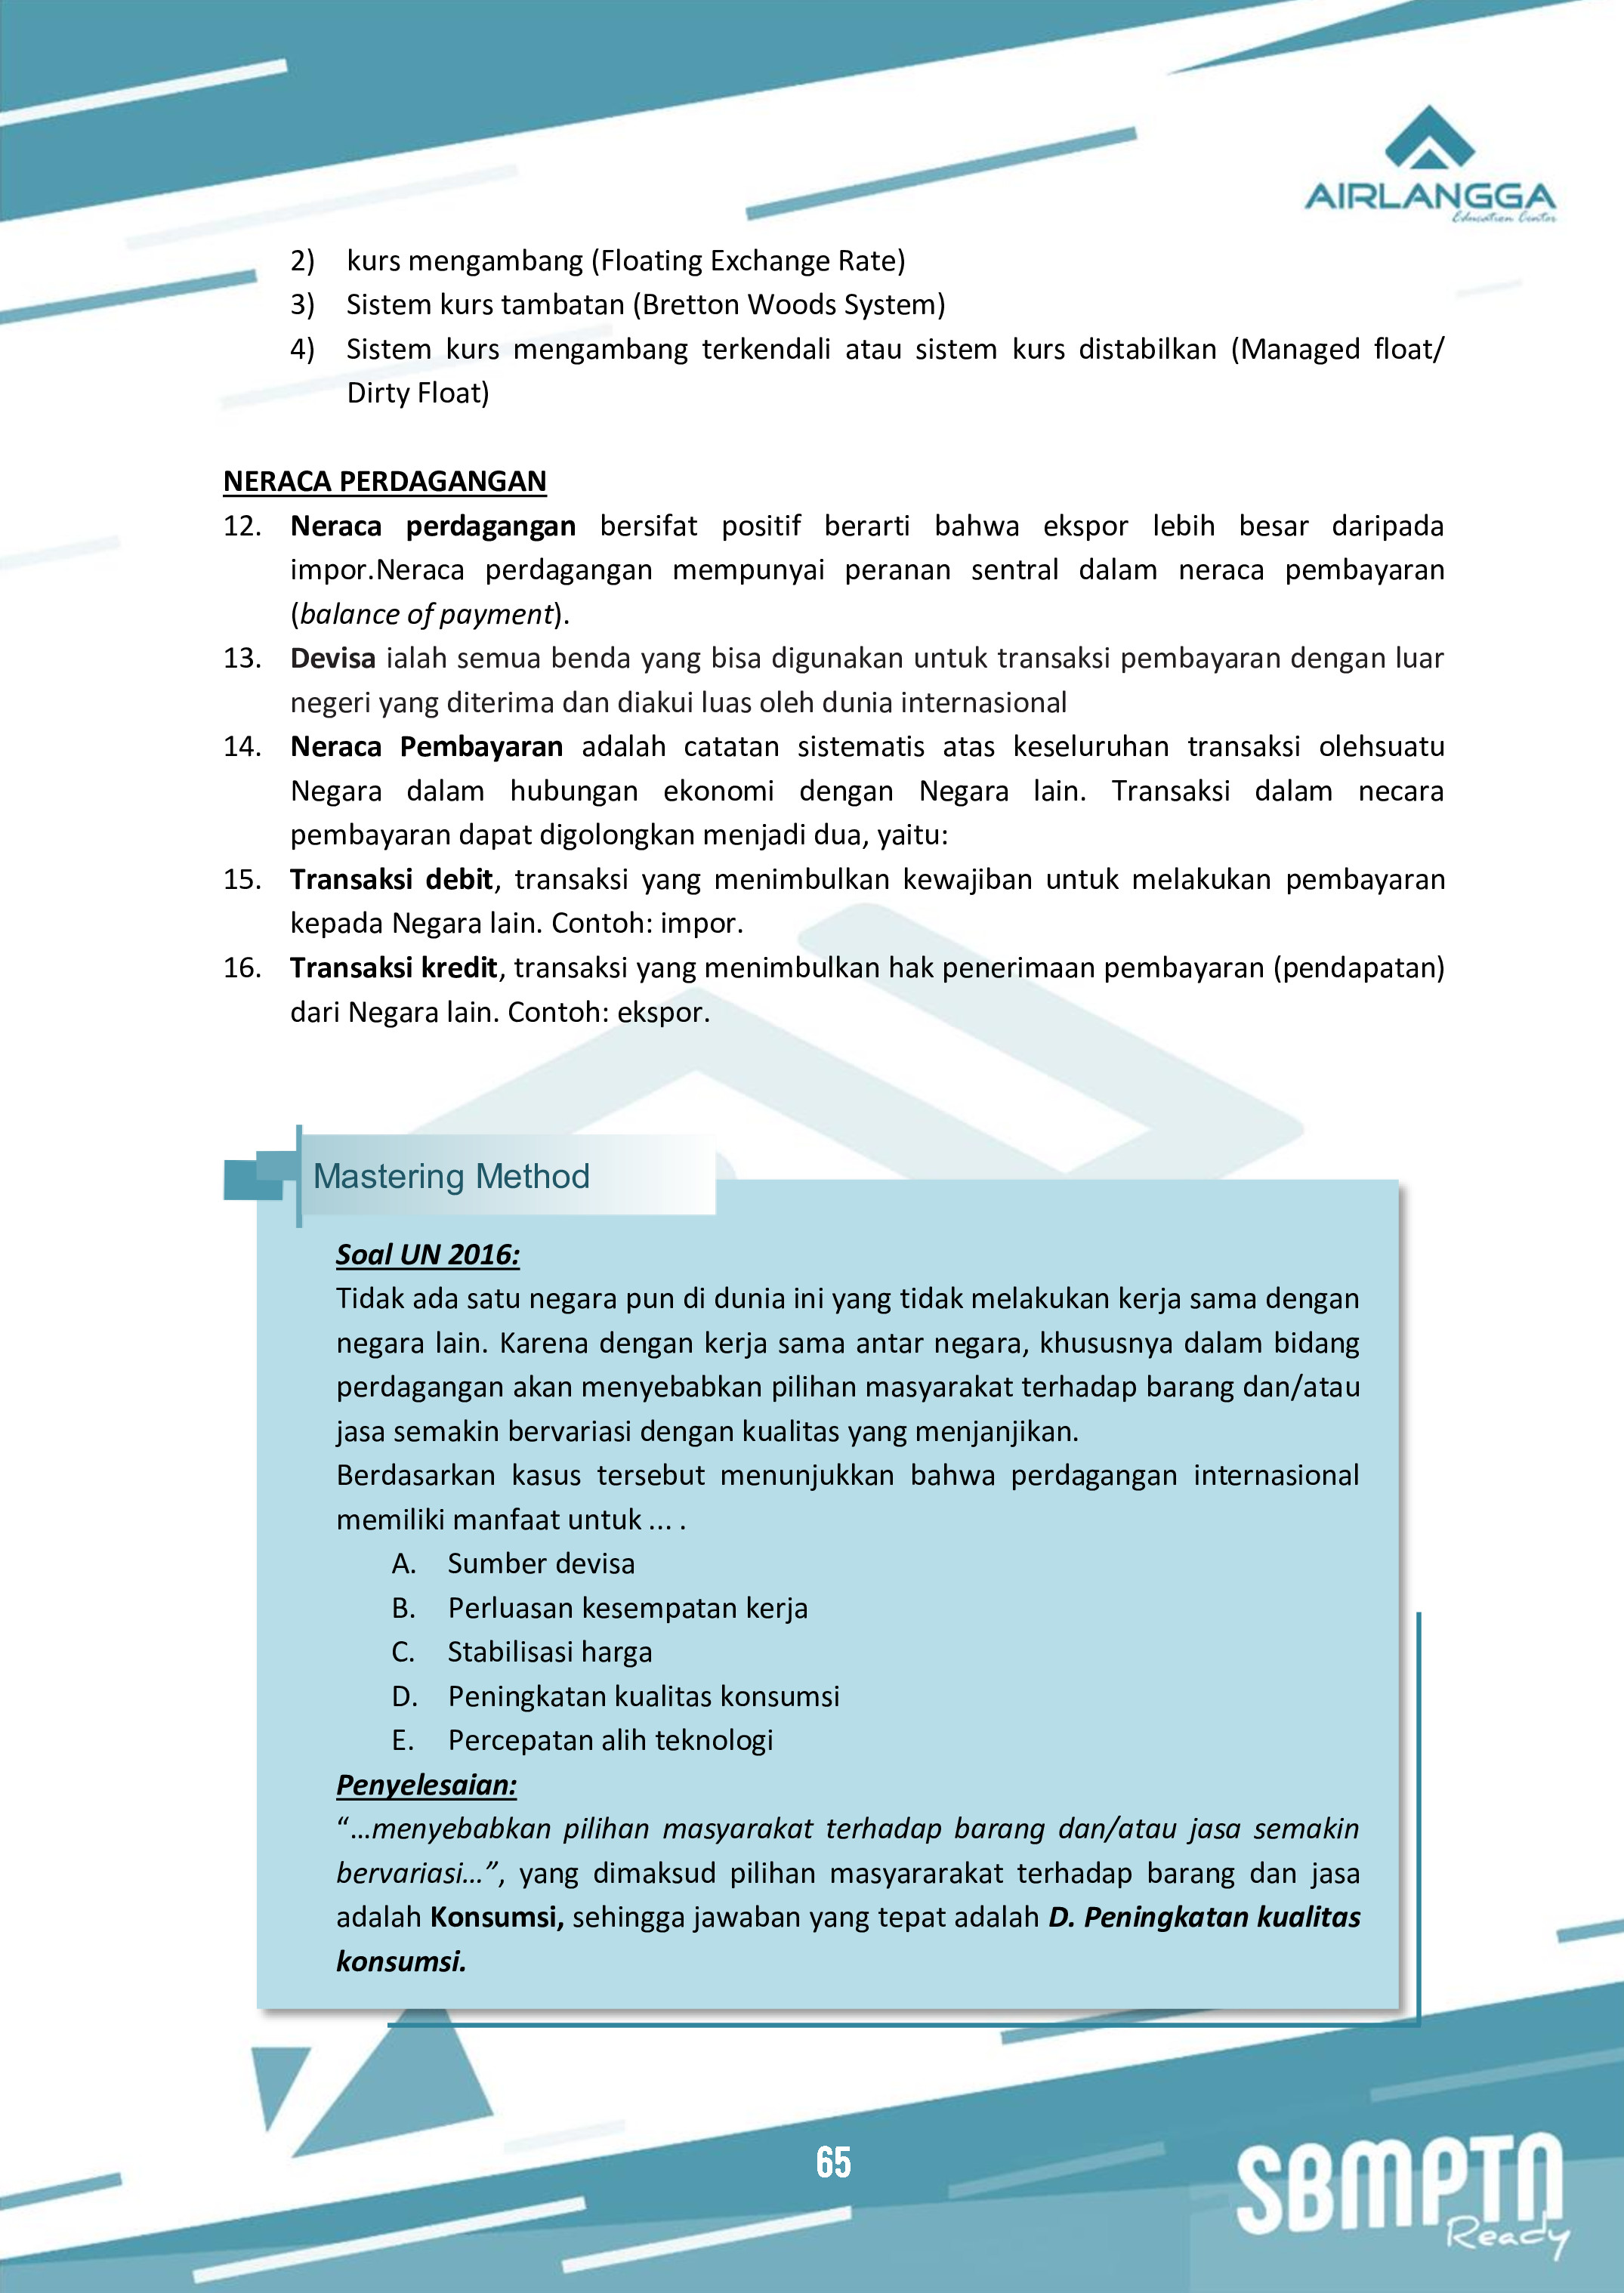 AIRLANGGA
Education Center
2) kurs mengambang (Floating Exchange Rate)
3) Sistem kurs tambatan (Bretton Woods System)
4) Sistem kurs mengambang terkendali atau sistem kurs distabilkan (Managed float/
Dirty Float)
NERACA PERDAGANGAN
12. Neraca perdagangan bersifat positif berarti bahwa ekspor lebih besar daripada
impor.Neraca perdagangan mempunyai peranan sentral dalam neraca pembayaran
(balance of payment).
13. Devisa ialah semua benda yang bisa digunakan untuk transaksi pembayaran dengan luar
negeri yang diterima dan diakui luas oleh dunia internasional
14. Neraca Pembayaran adalah catatan sistematis atas keseluruhan transaksi olehsuatu
Negara dalam hubungan ekonomi dengan Negara lain. Transaksi dalam necara
pembayaran dapat digolongkan menjadi dua, yaitu:
15. Transaksi debit, transaksi yang menimbulkan kewajiban untuk melakukan pembayaran
kepada Negara lain. Contoh: impor.
16. Transaksi kredit, transaksi yang menimbulkan hak penerimaan pembayaran (pendapatan)
dari Negara lain. Contoh: ekspor.
Mastering Method
Soal UN 2016:
Tidak ada satu negara pun di dunia ini yang tidak melakukan kerja sama dengan
negara lain. Karena dengan kerja sama antar negara, khususnya dalam bidang
perdagangan akan menyebabkan pilihan masyarakat terhadap barang dan/atau
jasa semakin bervariasi dengan kualitas yang menjanjikan.
Berdasarkan kasus tersebut menunjukkan bahwa perdagangan internasional
memiliki manfaat untuk ... .
A. Sumber devisa
B. Perluasan kesempatan kerja
C. Stabilisasi harga
D. Peningkatan kualitas konsumsi
E. Percepatan alih teknologi
Penyelesaian:
“…menyebabkan pilihan masyarakat terhadap barang dan/atau jasa semakin
bervariasi…”, yang dimaksud pilihan masyararakat terhadap barang dan jasa
adalah Konsumsi, sehingga jawaban yang tepat adalah D. Peningkatan kualitas
konsumsi.
65
SBMPTN
Ready